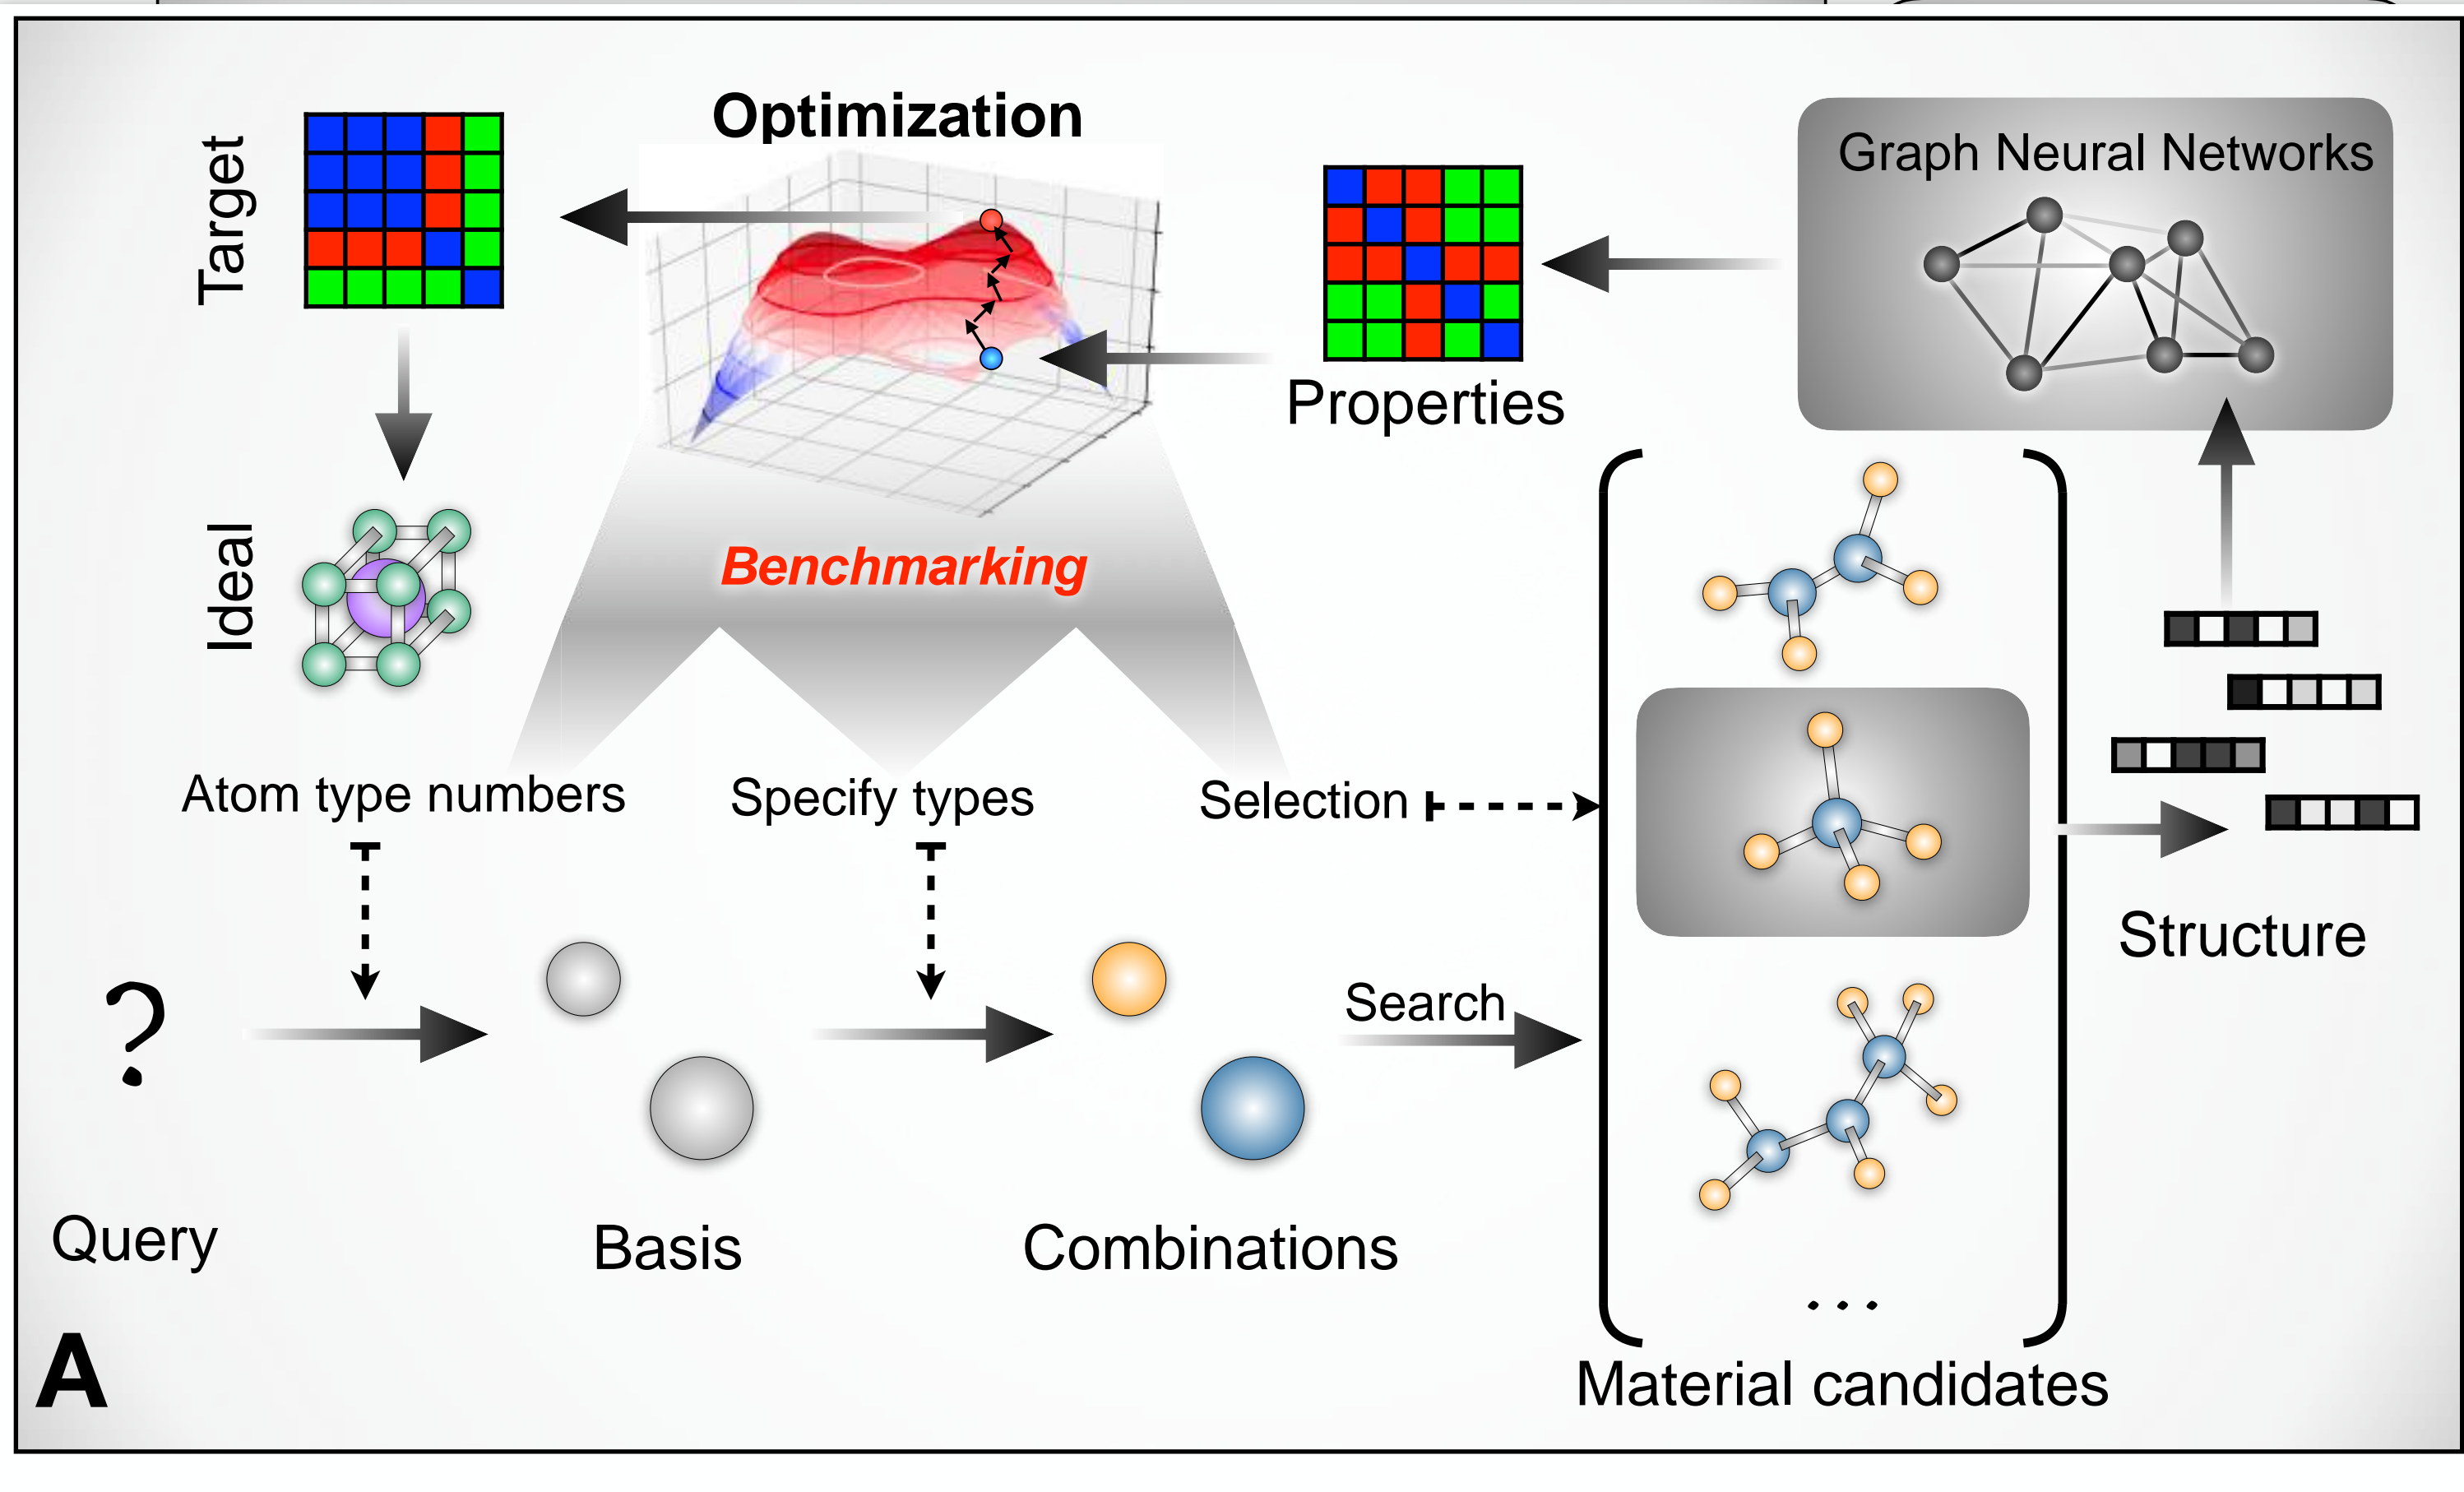 Optimization
Target
Graph Neural Networks
Properties
Ideal
Benchmarking
Atom type numbers
Specify types
Selection
Structure
?
Search
Query
Basis
Combinations
...
Material candidates
A